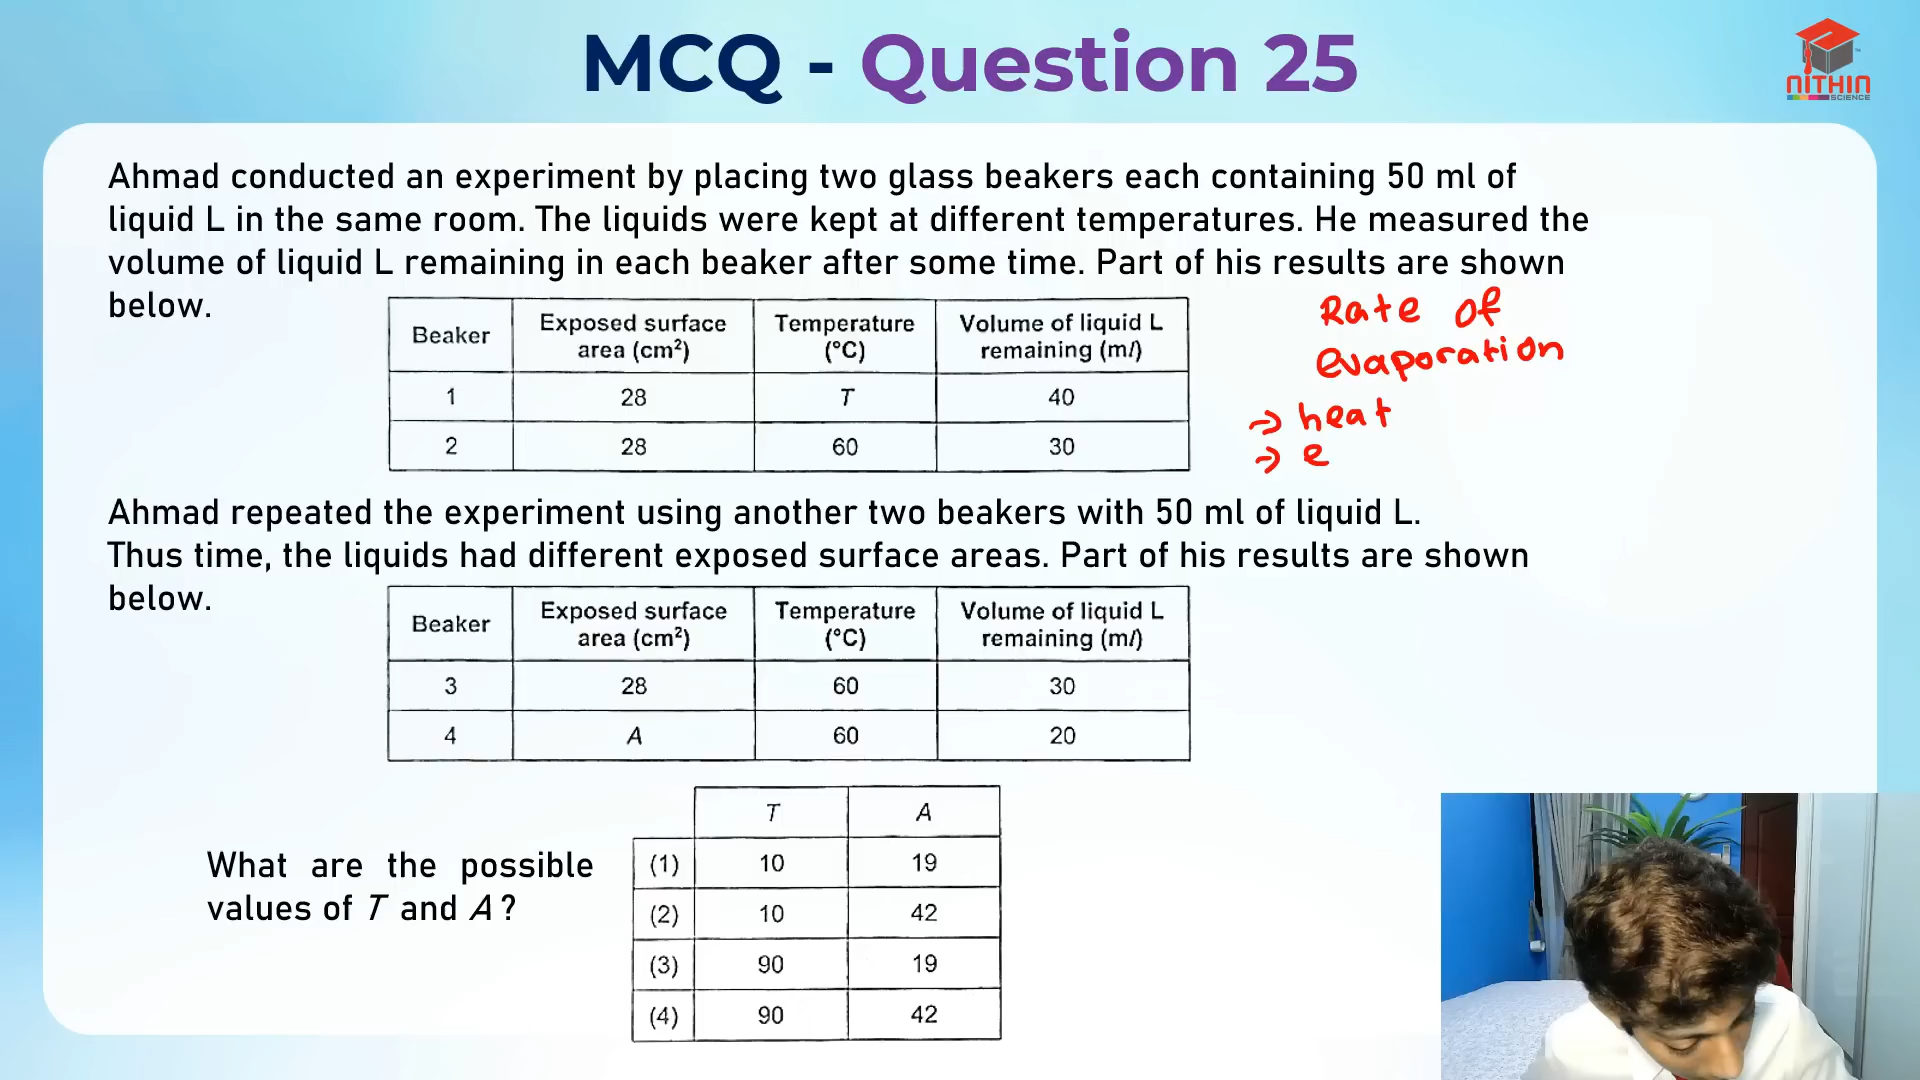 MCQ - Question 25
NITHIN
SCIENCE
Ahmad conducted an experiment by placing two glass beakers each containing 50 ml of
liquid L in the same room. The liquids were kept at different temperatures. He measured the
volume of liquid L remaining in each beaker after some time. Part of his results are shown
below.
Beaker Exposed surface area (cm²) Temperature (°C) Volume of liquid L remaining (ml)
1 28 T 40
2 28 60 30
Rate of
evaporation
→ heat
→ e
Ahmad repeated the experiment using another two beakers with 50 ml of liquid L.
Thus time, the liquids had different exposed surface areas. Part of his results are shown
below.
Beaker Exposed surface area (cm²) Temperature (°C) Volume of liquid L remaining (ml)
3 28 60 30
4 A 60 20
What are the possible
values of T and A?
T A
(1) 10 19
(2) 10 42
(3) 90 19
(4) 90 42